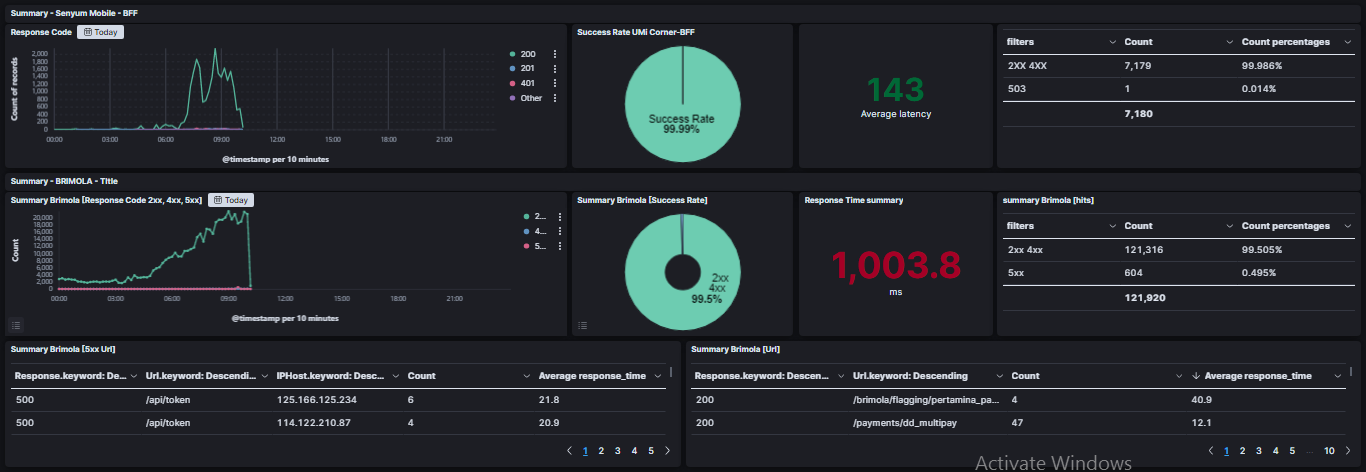 Summary - Senyum Mobile - BFF
Response Code Today
Count of records
2,000
1,800
1,600
1,400
1,200
1,000
800
600
400
200
0
00:00 03:00 06:00 09:00 12:00 15:00 18:00 21:00
@timestamp per 10 minutes
200
201
401
Other
Success Rate UMi Corner-BFF
Success Rate
99.99%
143
Average latency
filters Count Count percentages
2XX 4XX 7,179 99.986%
503 1 0.014%
7,180
Summary - BRIMOLA - Title
Summary Brimola [Response Code 2xx, 4xx, 5xx] Today
Count
20,000
18,000
16,000
14,000
12,000
10,000
8,000
6,000
4,000
2,000
0
00:00 03:00 06:00 09:00 12:00 15:00 18:00 21:00
@timestamp per 10 minutes
2...
4...
5...
Summary Brimola [Success Rate]
2xx
4xx
99.5%
Response Time summary
1,003.8
ms
summary Brimola [hits]
filters Count Count percentages
2xx 4xx 121,316 99.505%
5xx 604 0.495%
121,920
Summary Brimola [5xx Url]
Response.keyword: De... Url.keyword: Descendi... IPHost.keyword: Desc... Count Average response_time
500 /api/token 125.166.125.234 6 21.8
500 /api/token 114.122.210.87 4 20.9
1 2 3 4 5
Summary Brimola [Url]
Response.keyword: Descen... Url.keyword: Descending Count Average response_time
200 /brimola/flagging/pertamina_pa... 4 40.9
200 /payments/dd_multipay 47 12.1
1 2 3 4 5 ... 10
Activate Windows